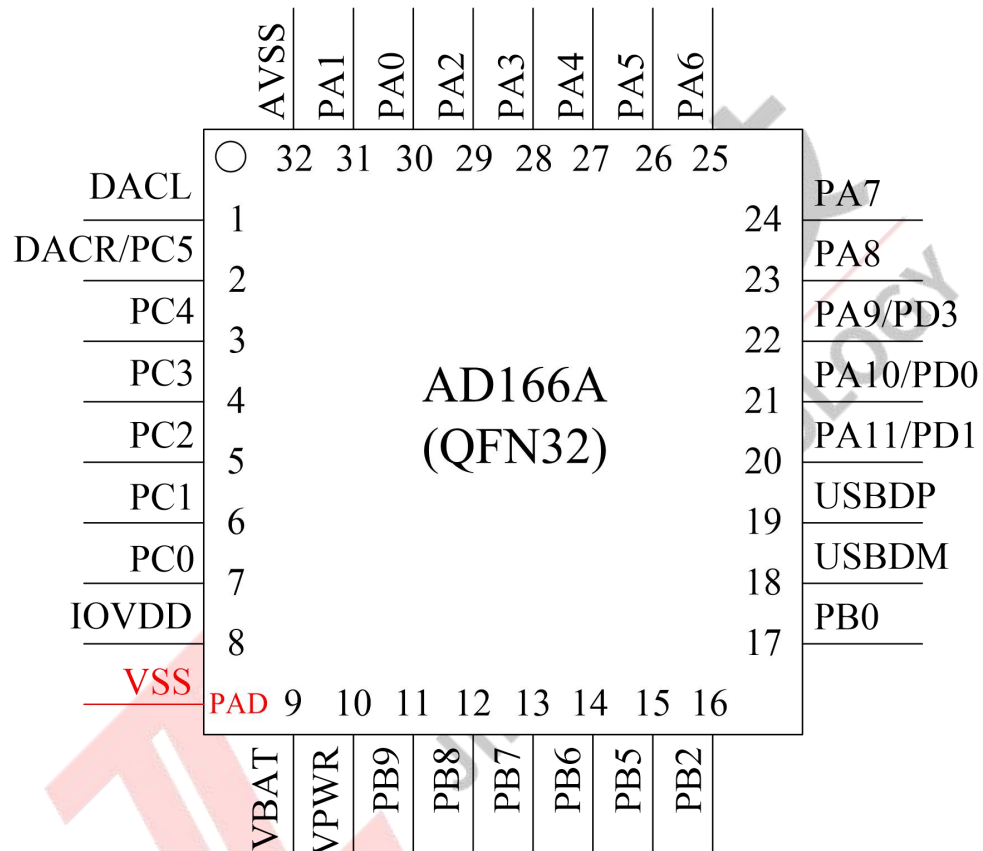 AVSS
PA1
PA0
PA2
PA3
PA4
PA5
PA6
32 31 30 29 28 27 26 25
DACL
1
DACR/PC5
2
PC4
3
PC3
4
PC2
5
PC1
6
PC0
7
IOVDD
8
VSS
PAD
AD166A
(QFN32)
PA7
24
PA8
23
PA9/PD3
22
PA10/PD0
21
PA11/PD1
20
USBDP
19
USBDM
18
PB0
17
9 10 11 12 13 14 15 16
VBAT
VPWR
PB9
PB8
PB7
PB6
PB5
PB2